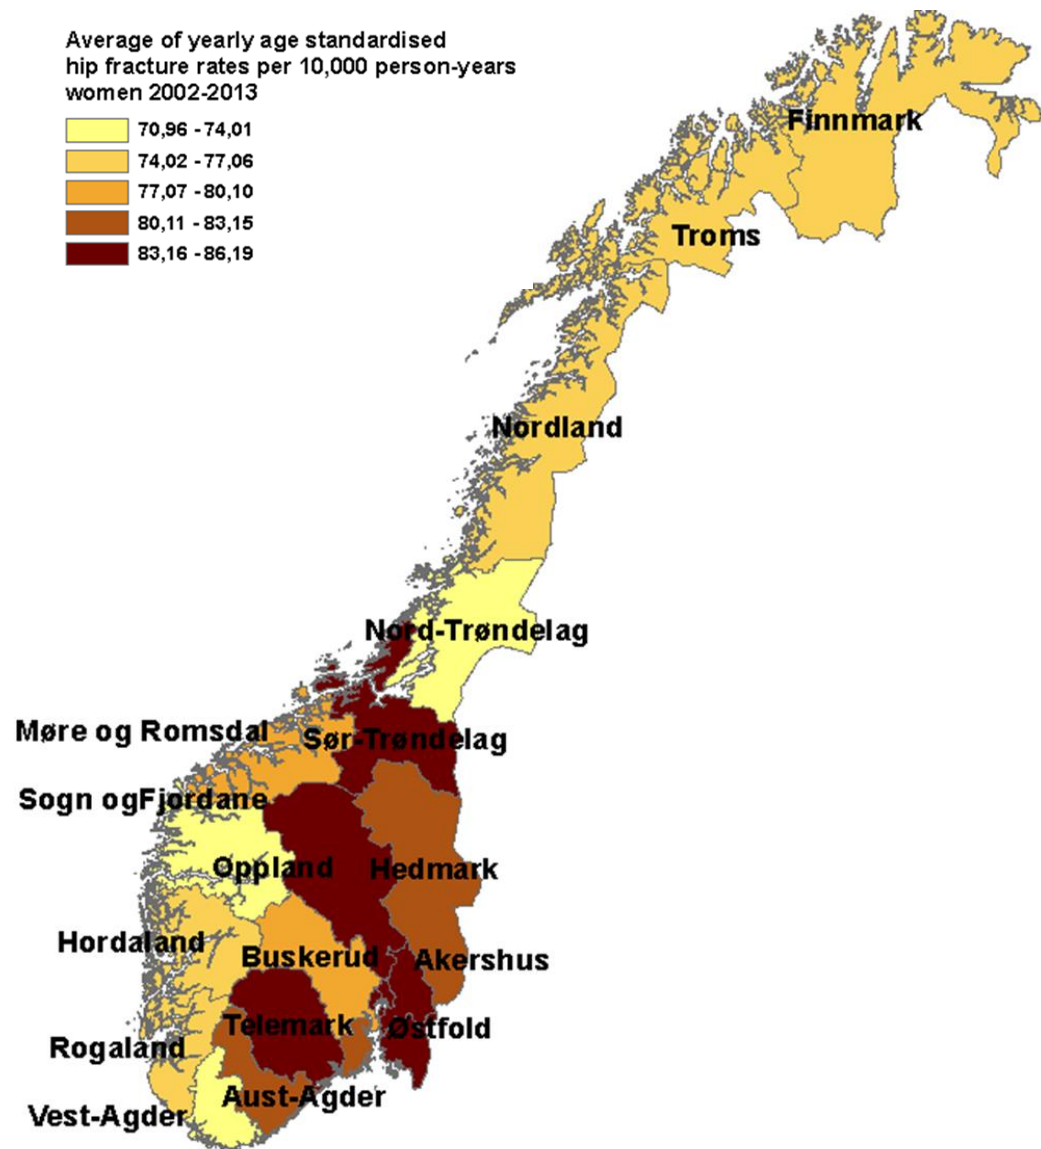 Average of yearly age standardised
hip fracture rates per 10,000 person-years
women 2002-2013
70,96 - 74,01
74,02 - 77,06
77,07 - 80,10
80,11 - 83,15
83,16 - 86,19
Finnmark
Troms
Nordland
Nord-Trøndelag
Møre og Romsdal
Sør-Trøndelag
Sogn ogFjordane
Oppland
Hedmark
Hordaland
Buskerud
Akershus
Telemark
Østfold
Rogaland
Aust-Agder
Vest-Agder